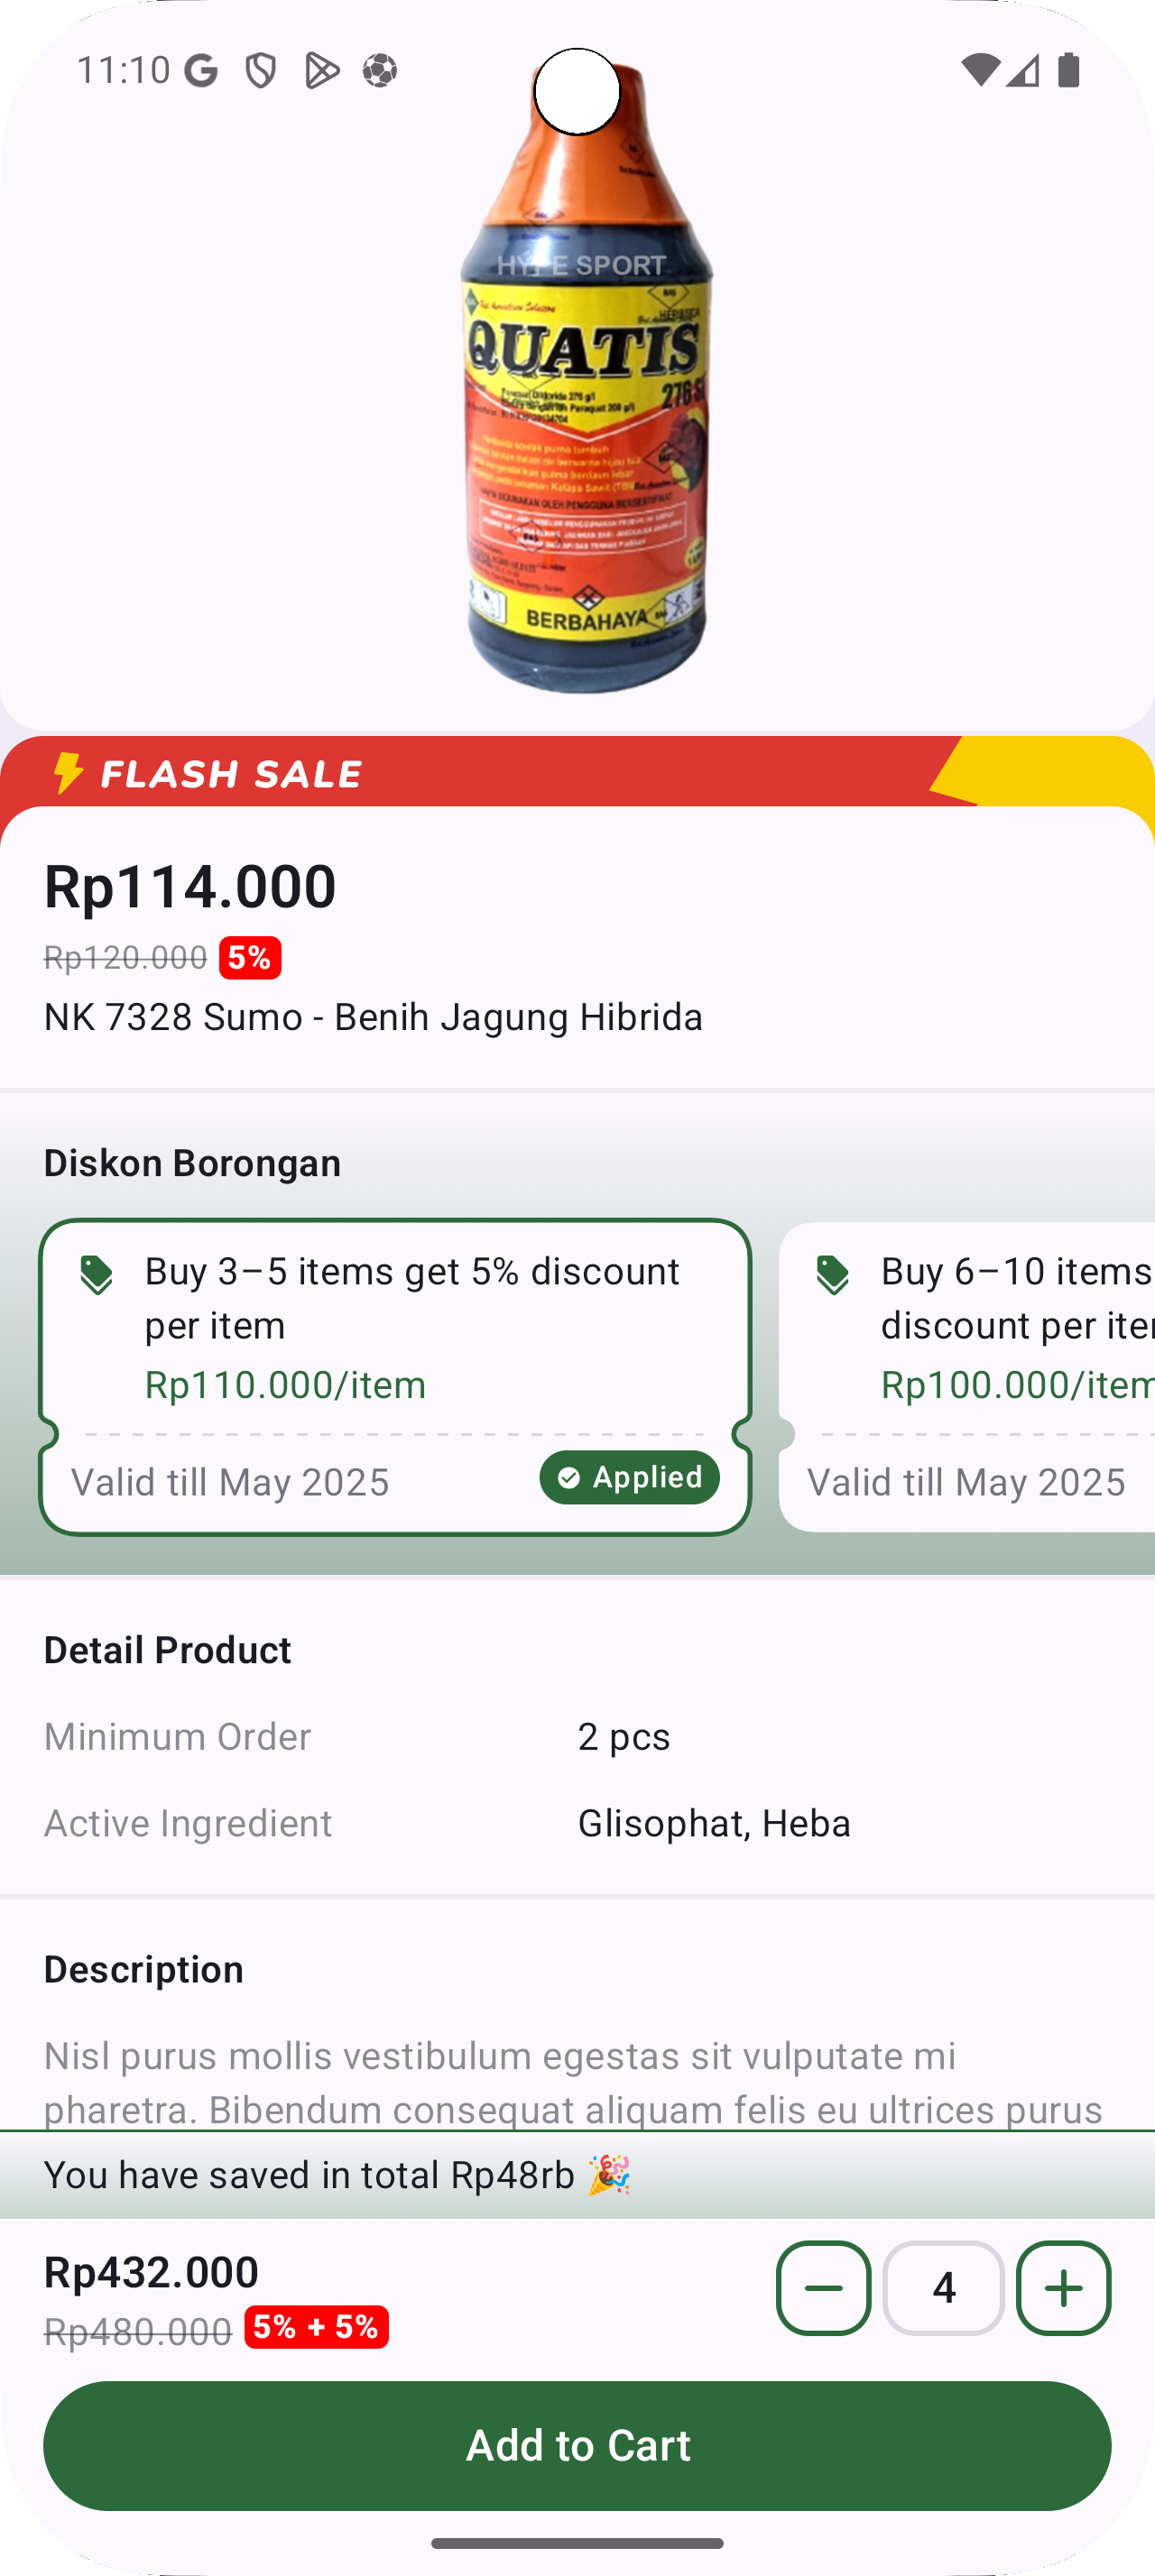 11:10
HYPE SPORT
QUATIS
276
BERBAHAYA
FLASH SALE
Rp114.000
Rp120.000 5%
NK 7328 Sumo - Benih Jagung Hibrida
Diskon Borongan
Buy 3–5 items get 5% discount
per item
Rp110.000/item
Valid till May 2025
Applied
Buy 6–10 items
discount per
Rp100.000/item
Valid till May 2025
Detail Product
Minimum Order 2 pcs
Active Ingredient Glisophat, Heba
Description
Nisl purus mollis vestibulum egestas sit vulputate mi
pharetra. Bibendum consequat aliquam felis eu ultrices purus
You have saved in total Rp48rb 🎉
Rp432.000
Rp480.000 5% + 5%
4
Add to Cart